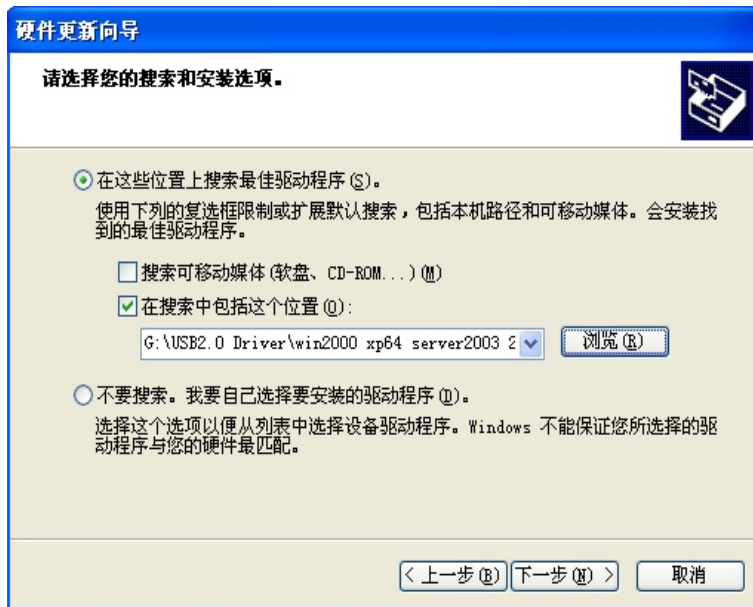 硬件更新向导
请选择您的搜索和安装选项。
在这些位置上搜索最佳驱动程序(S)。
使用下列的复选框限制或扩展默认搜索，包括本机路径和可移动媒体。会安装找
到的最佳驱动程序。
搜索可移动媒体(软盘、CD-ROM...)(M)
在搜索中包括这个位置(O):
G:\USB2.0 Driver\win2000 xp64 server2003 2
浏览(R)
不要搜索。我要自己选择要安装的驱动程序(D)。
选择这个选项以便从列表中选择设备驱动程序。Windows 不能保证您所选择的驱
动程序与您的硬件最匹配。
< 上一步(B) 下一步(N) > 取消